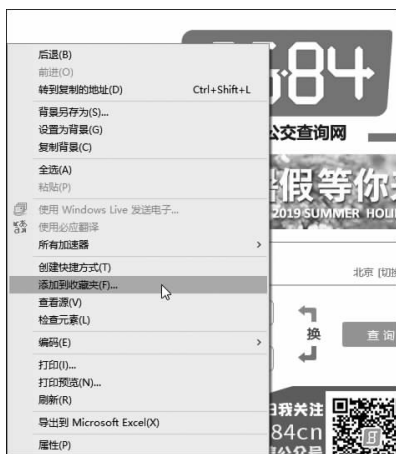 后退(B)
前进(O)
转到复制的地址(D) Ctrl+Shift+L
背景另存为(S)...
设置为背景(G)
复制背景(C)
全选(A)
粘贴(P)
使用 Windows Live 发送电子...
使用必应翻译
所有加速器
创建快捷方式(T)
添加到收藏夹(F)...
查看源(V)
检查元素(L)
编码(E)
打印(I)...
打印预览(N)...
刷新(R)
导出到 Microsoft Excel(X)
属性(P)
84
公交查询网
假等你
2019 SUMMER HOLI
北京 [切换
换
查询
我关注
84cn